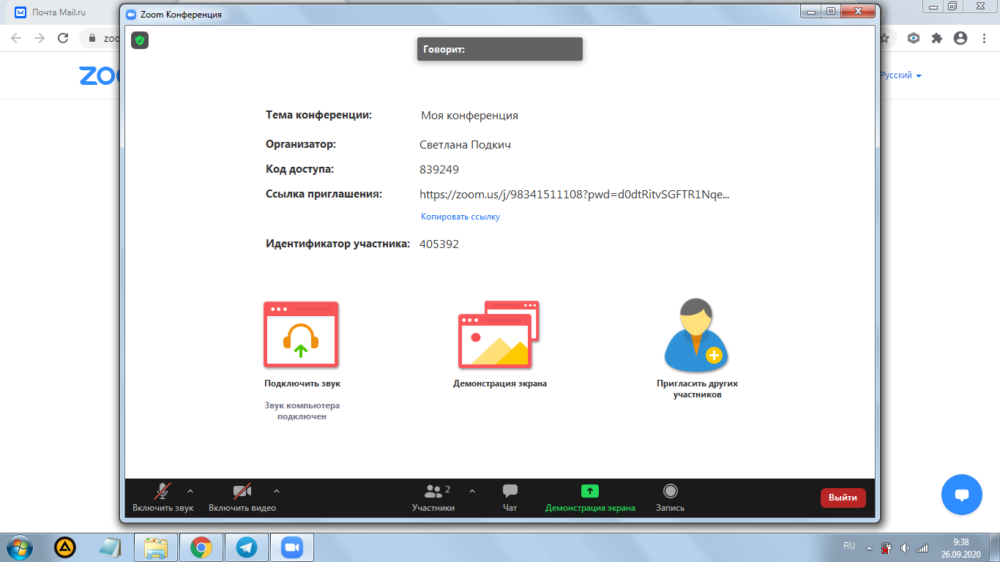 Почта Mail.ru
Zoom Конференция
zoo
ZOO
Русский
Говорит:
Тема конференции: Моя конференция
Организатор: Светлана Подкич
Код доступа: 839249
Ссылка приглашения: https://zoom.us/j/98341511108?pwd=d0dtRitvSGFTR1Nqe...
Копировать ссылку
Идентификатор участника: 405392
Подключить звук
Звук компьютера
подключен
Демонстрация экрана
Пригласить других
участников
Включить звук
Включить видео
2
Участники
Чат
Демонстрация экрана
Запись
Выйти
RU
9:38
26.09.2020